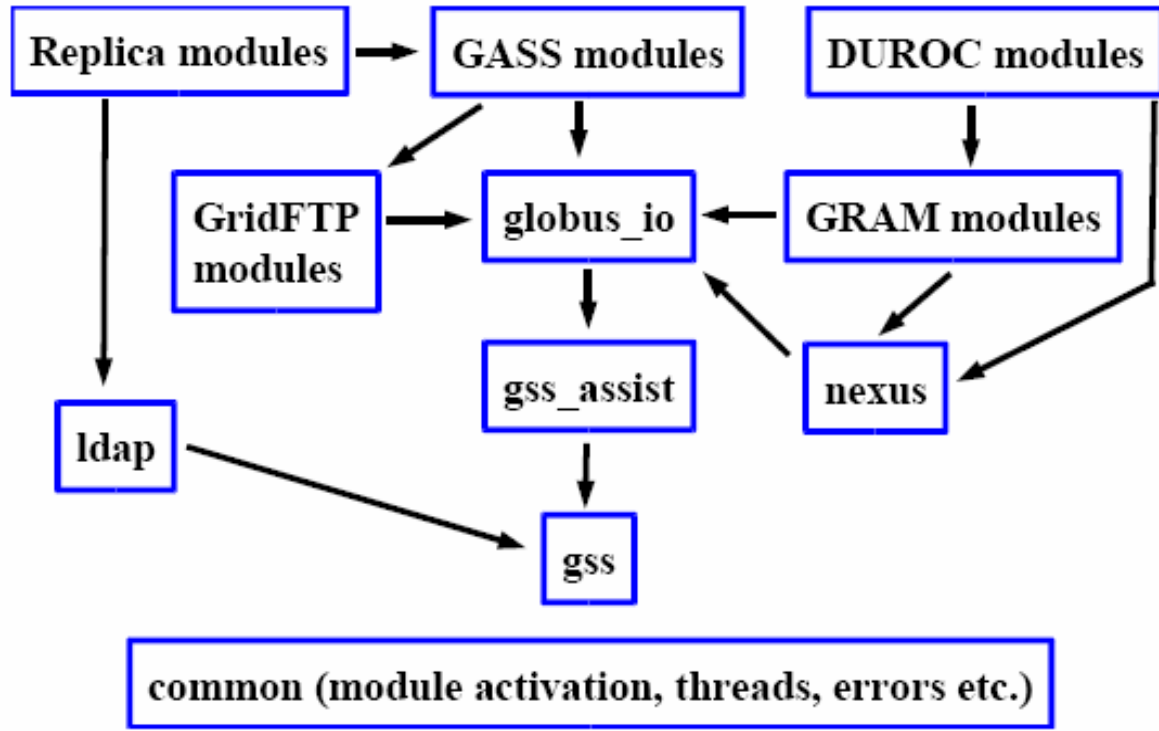 Replica modules
GASS modules
DUROC modules
GridFTP
modules
globus_io
GRAM modules
gss_assist
nexus
ldap
gss
common (module activation, threads, errors etc.)